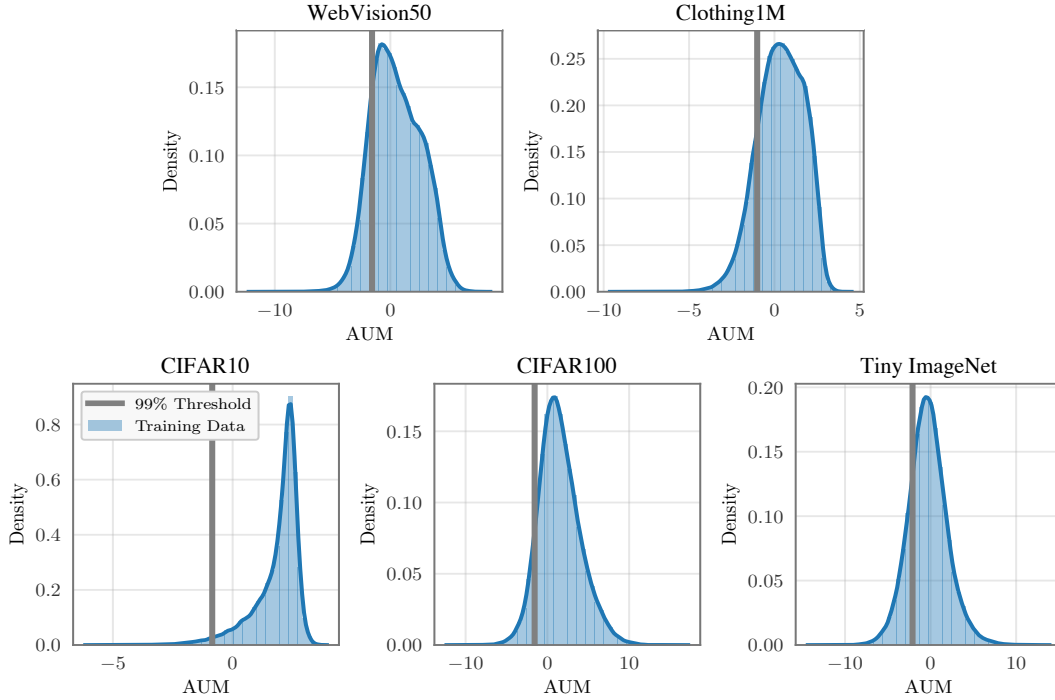 WebVision50
Clothing1M
0.15
0.10
0.05
0.00
Density
−10
0
AUM
0.25
0.20
0.15
0.10
0.05
0.00
Density
−10
−5
0
5
AUM
CIFAR10
CIFAR100
Tiny ImageNet
99% Threshold
Training Data
0.8
0.6
0.4
0.2
0.0
Density
−5
0
AUM
0.15
0.10
0.05
0.00
Density
−10
0
10
AUM
0.20
0.15
0.10
0.05
0.00
Density
−10
0
10
AUM